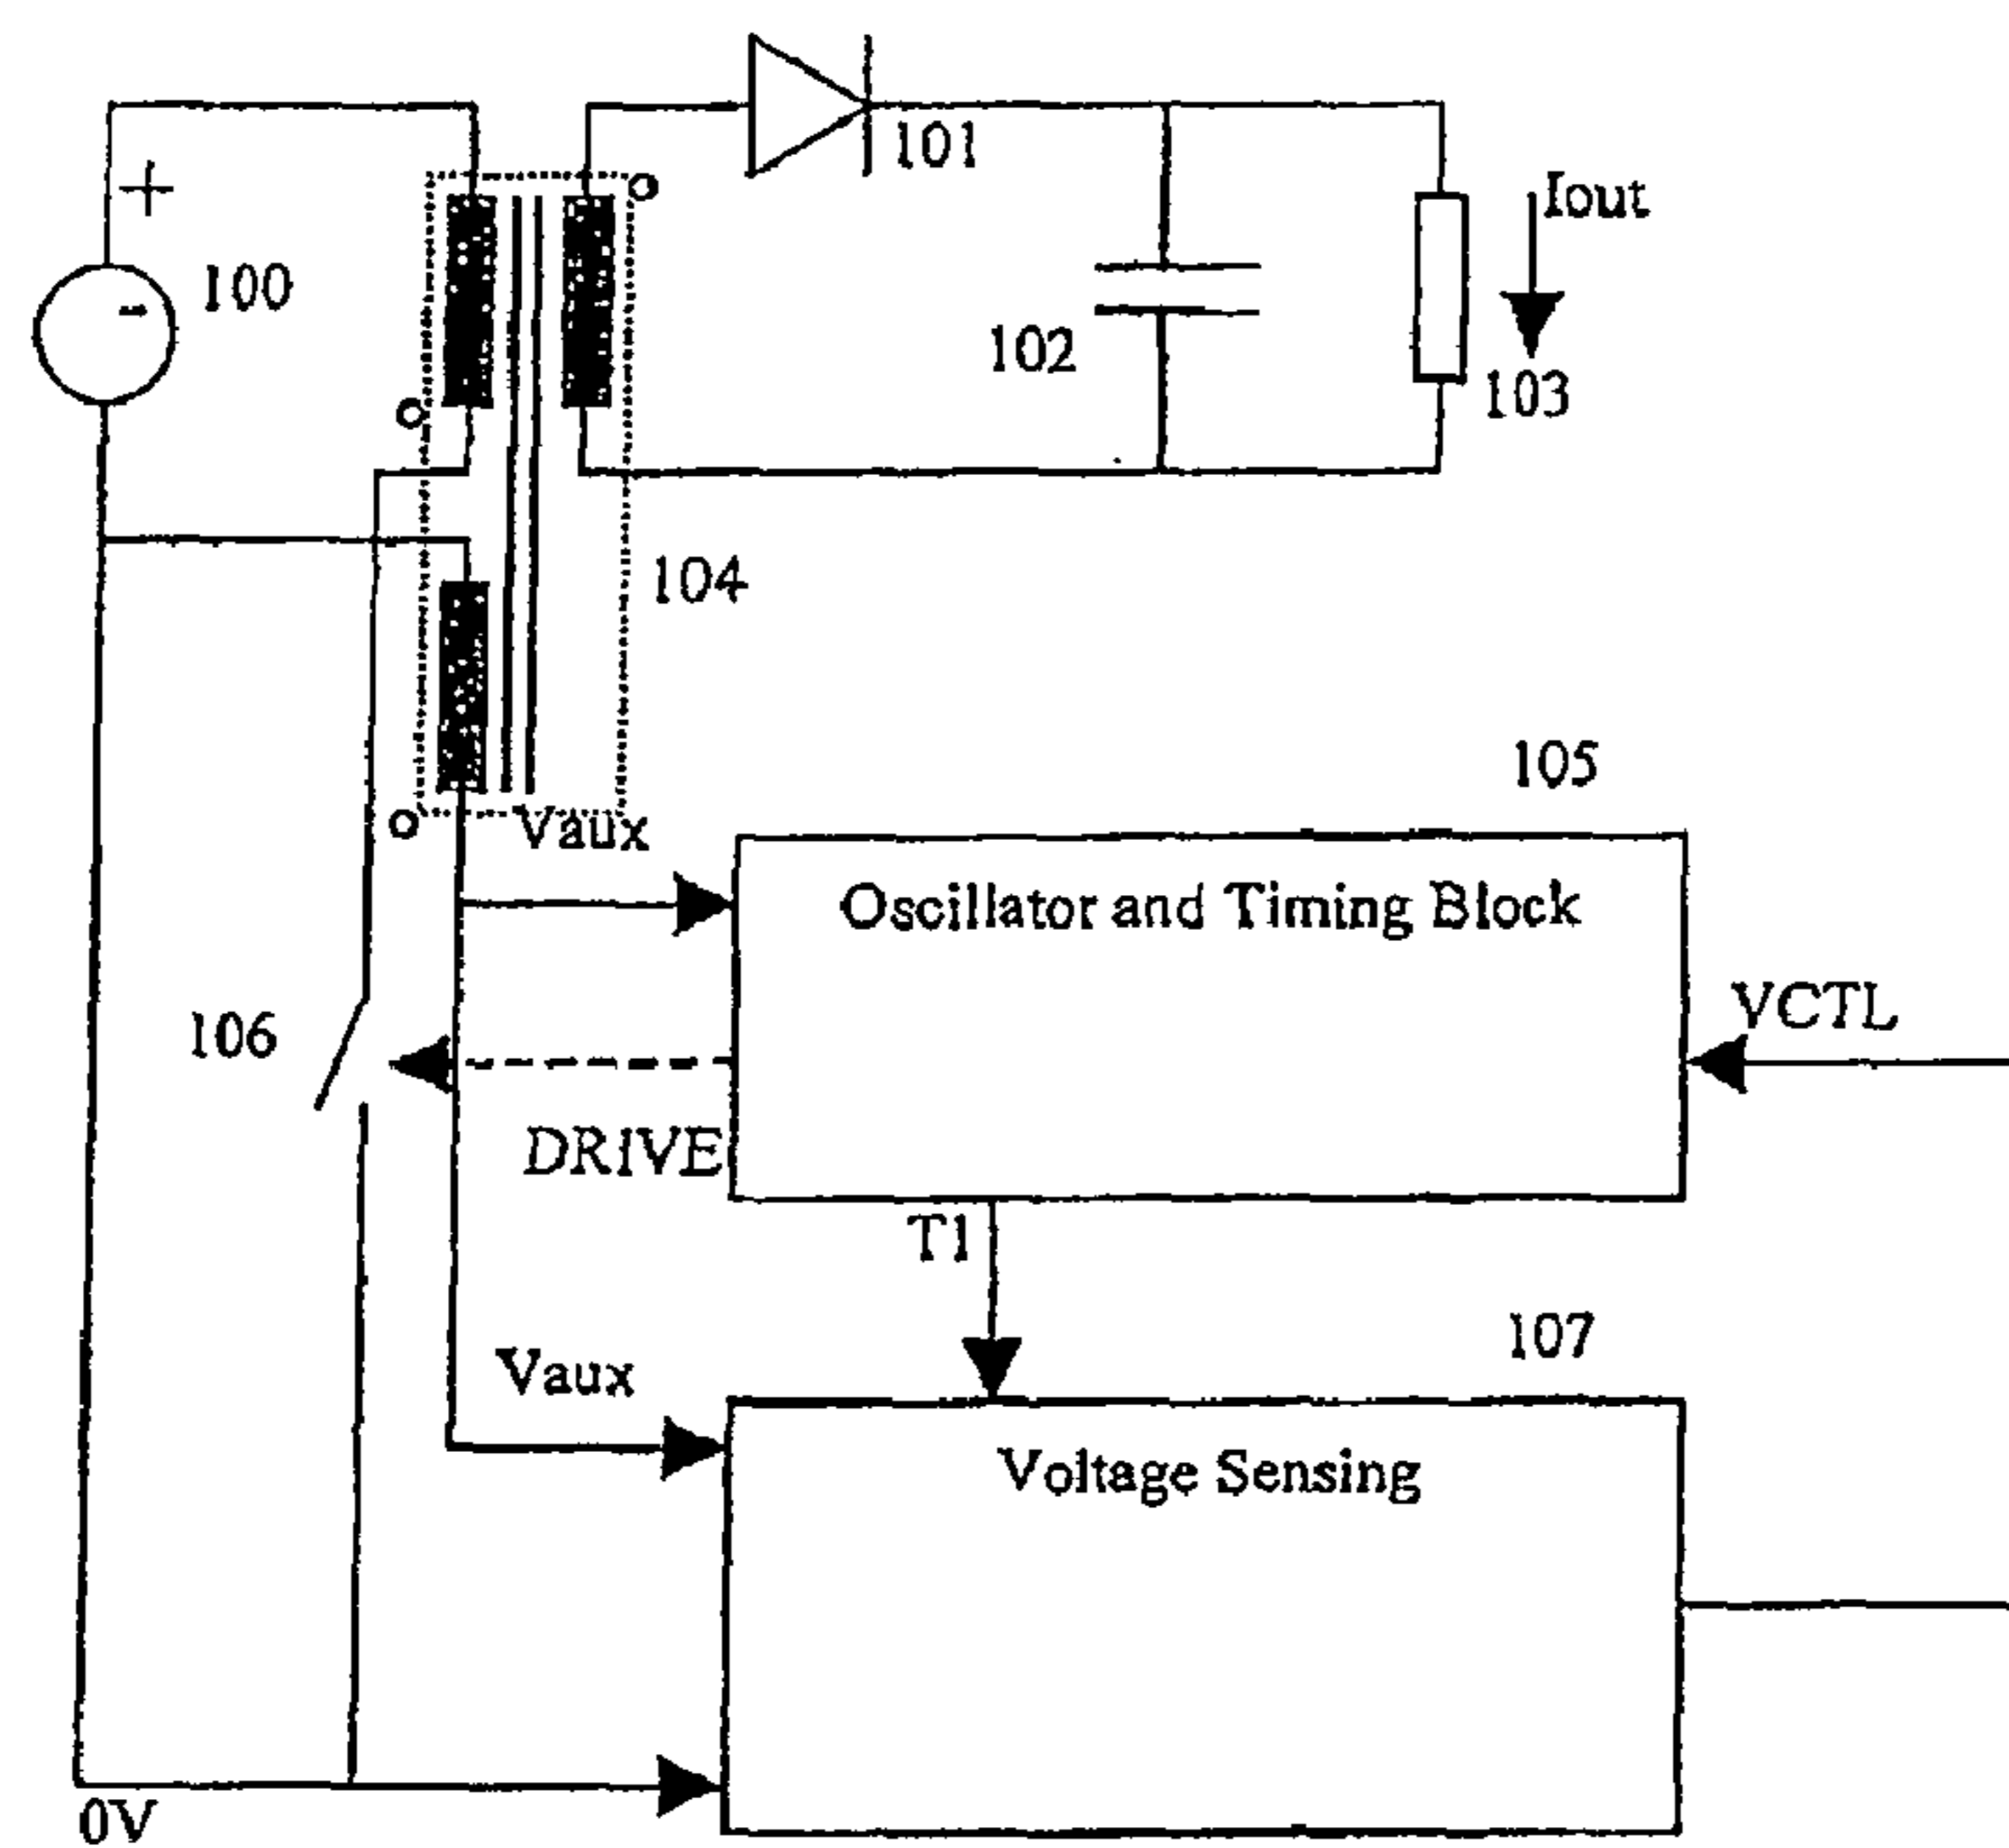 101
+
Iout
100
-
102
103
104
105
Vaux
Oscillator and Timing Block
VCTL
106
DRIVE
T1
107
Vaux
Voltage Sensing
0V